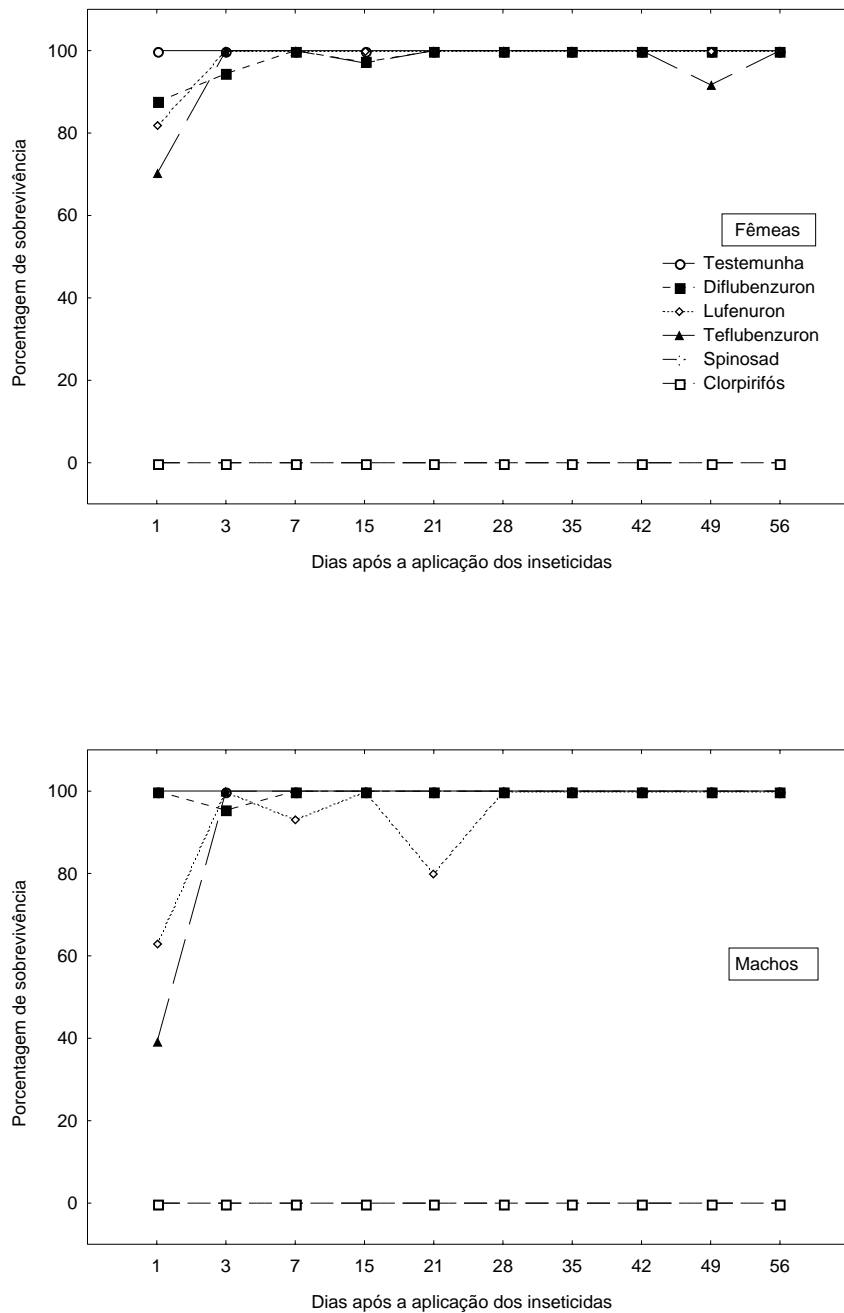 100
80
60
40
20
0
Porcentagem de sobrevivência
Fêmeas
Testemunha
Diflubenzuron
Lufenuron
Teflubenzuron
Spinosad
Clorpirifós
1 3 7 15 21 28 35 42 49 56
Dias após a aplicação dos inseticidas
100
80
60
40
20
0
Porcentagem de sobrevivência
Machos
1 3 7 15 21 28 35 42 49 56
Dias após a aplicação dos inseticidas